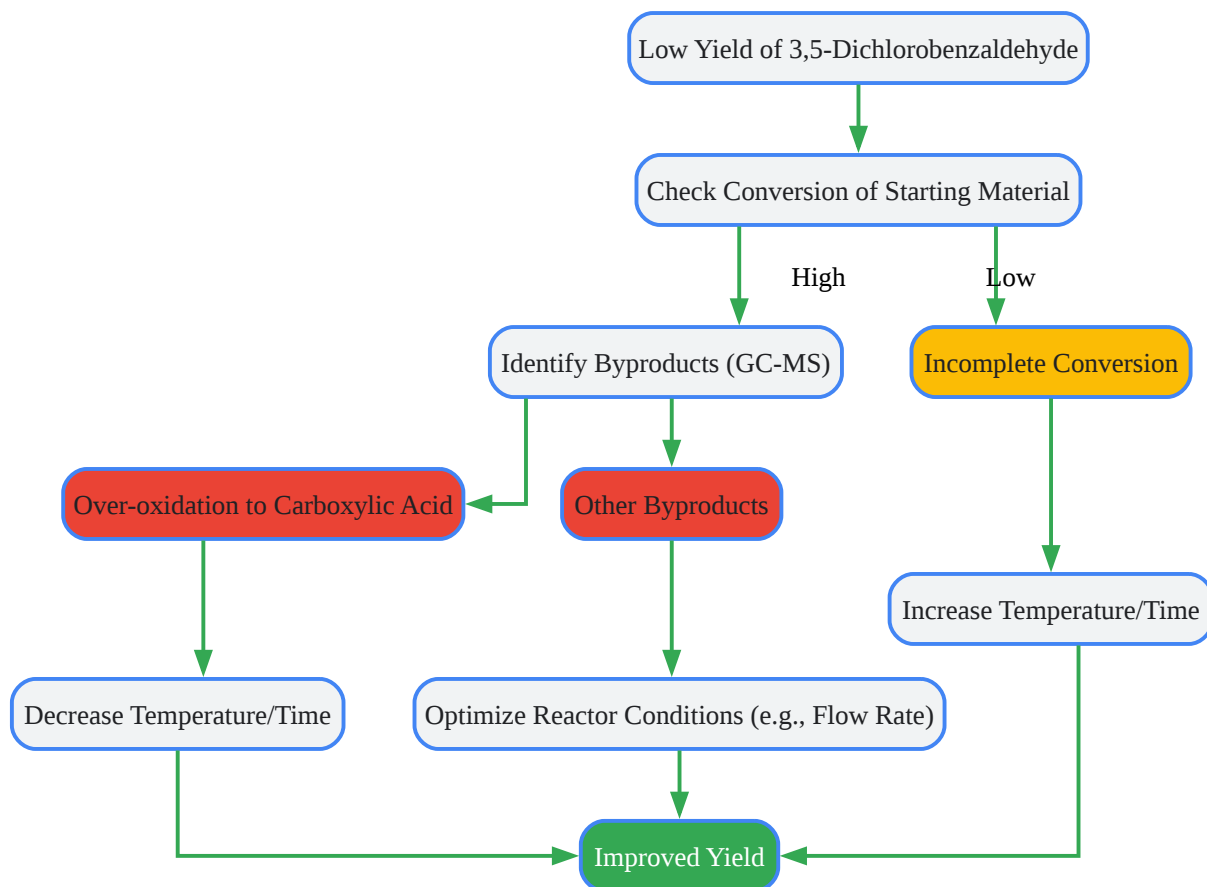 Low Yield of 3,5-Dichlorobenzaldehyde
Check Conversion of Starting Material
High
Low
Identify Byproducts (GC-MS)
Incomplete Conversion
Over-oxidation to Carboxylic Acid
Other Byproducts
Increase Temperature/Time
Decrease Temperature/Time
Optimize Reactor Conditions (e.g., Flow Rate)
Improved Yield